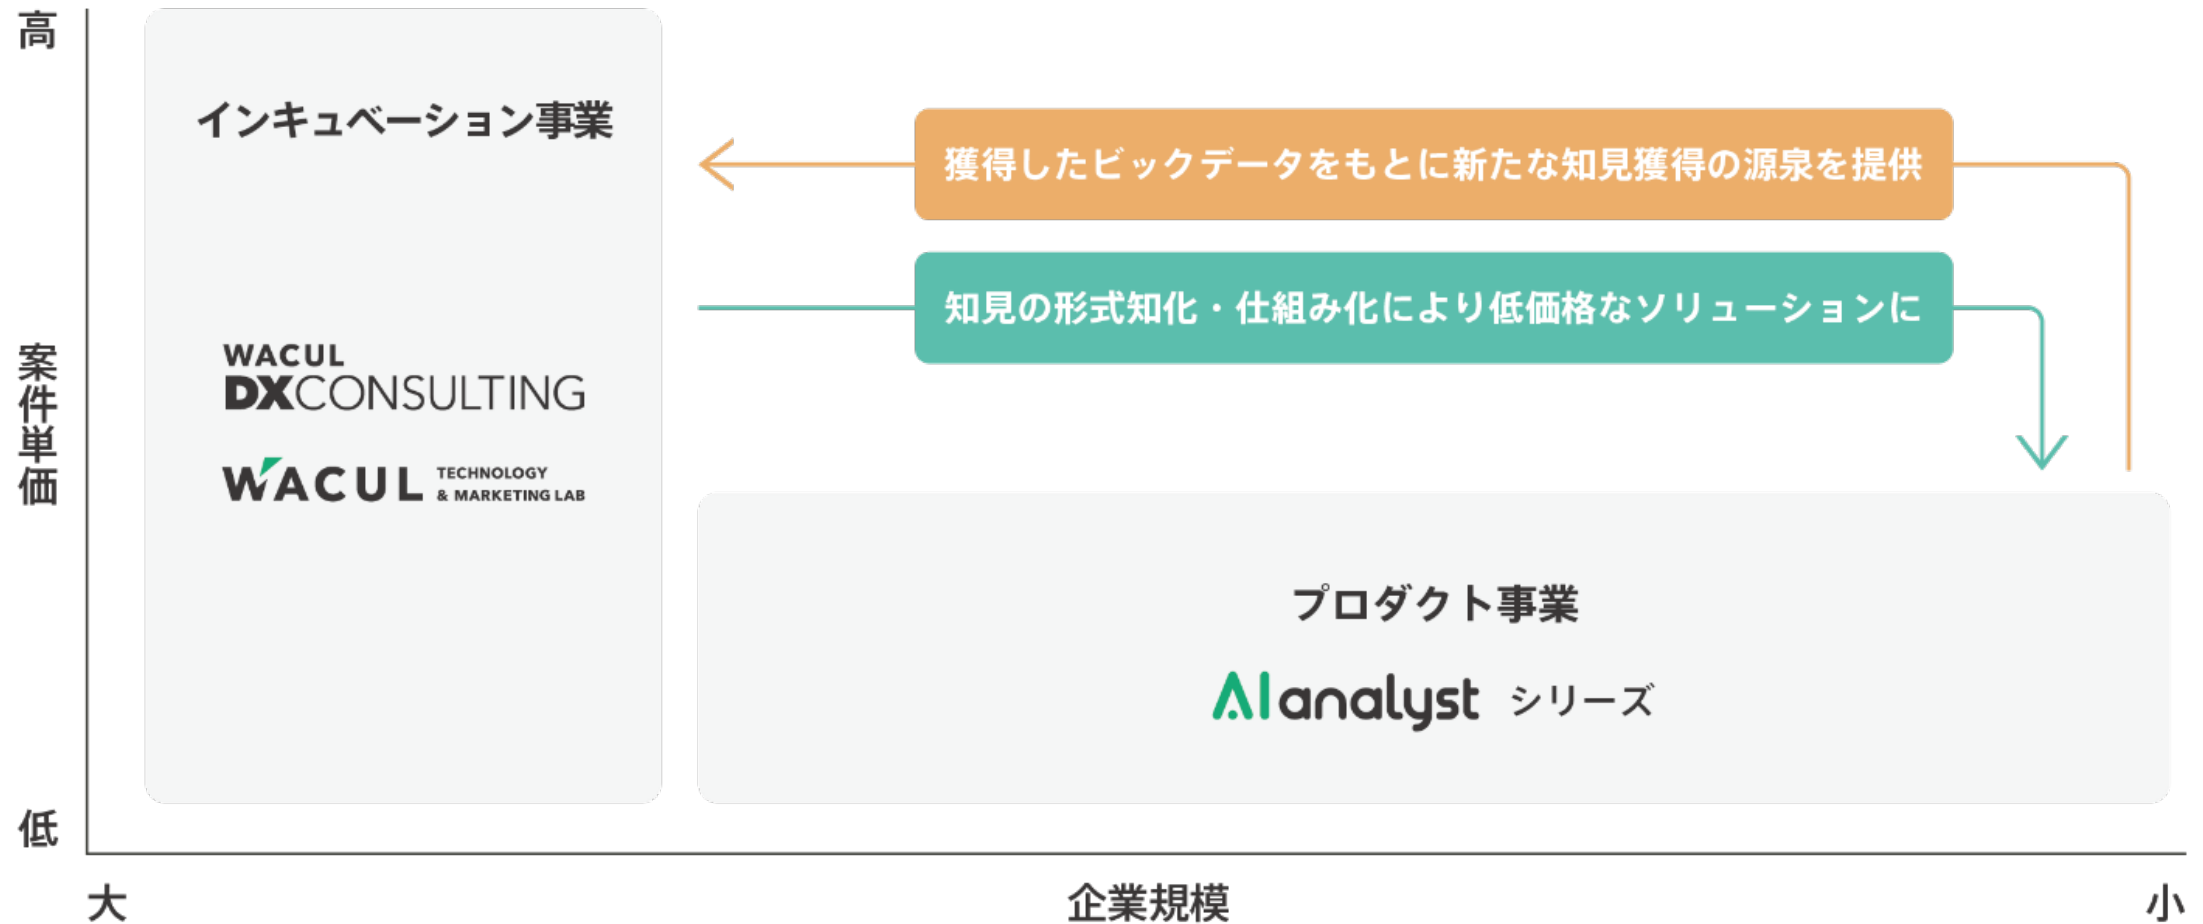 高
インキュベーション事業
獲得したビックデータをもとに新たな知見獲得の源泉を提供
知見の形式知化・仕組み化により低価格なソリューションに
案件単価
WACUL
DXCONSULTING
WACUL TECHNOLOGY
& MARKETING LAB
プロダクト事業
AI analyst シリーズ
低
大
企業規模
小